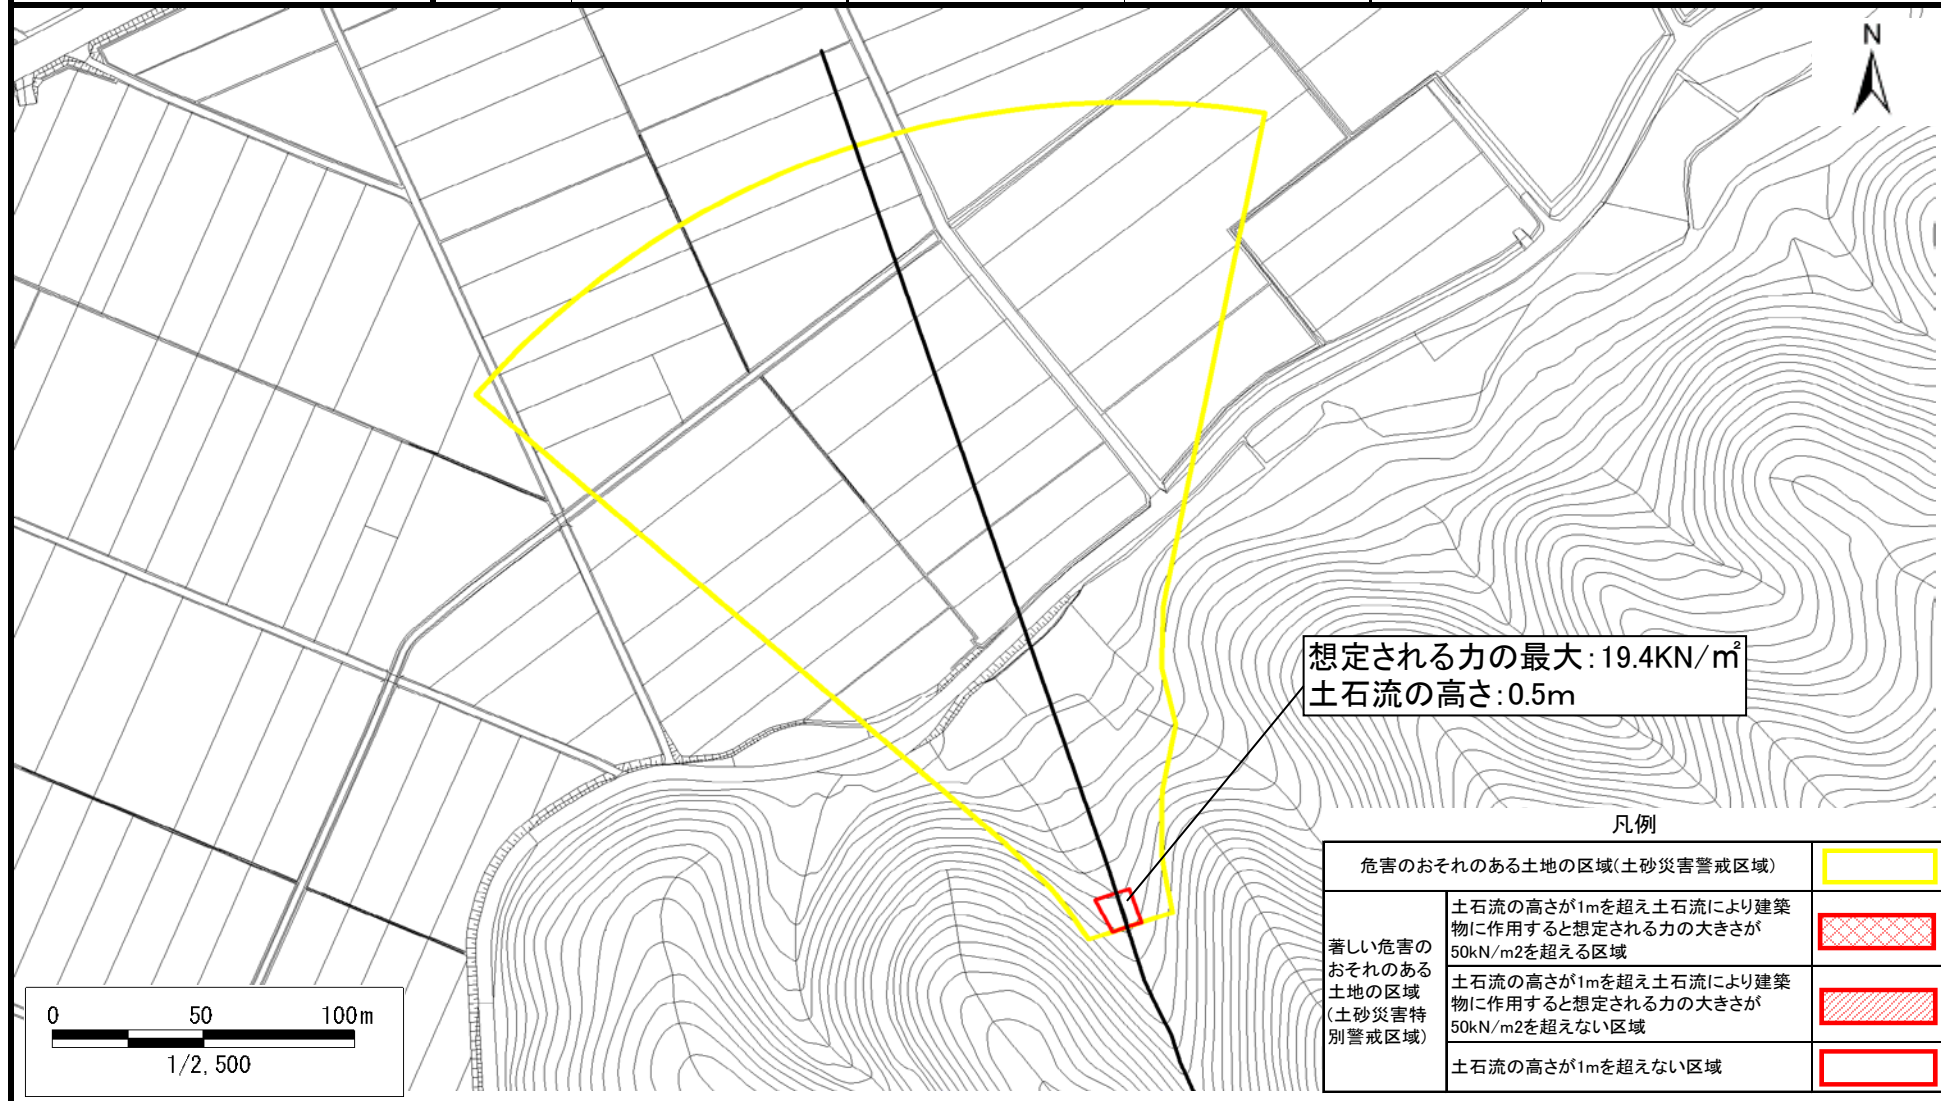 N
想定される力の最大:19.4KN/㎡
土石流の高さ:0.5m
凡例
危害のおそれのある土地の区域(土砂災害警戒区域)
著しい危害の
おそれのある
土地の区域
(土砂災害特
別警戒区域)
土石流の高さが1mを超え土石流により建築
物に作用すると想定される力の大きさが
50kN/m2を超える区域
土石流の高さが1mを超え土石流により建築
物に作用すると想定される力の大きさが
50kN/m2を超えない区域
土石流の高さが1mを超えない区域
0 50 100m
1/2,500